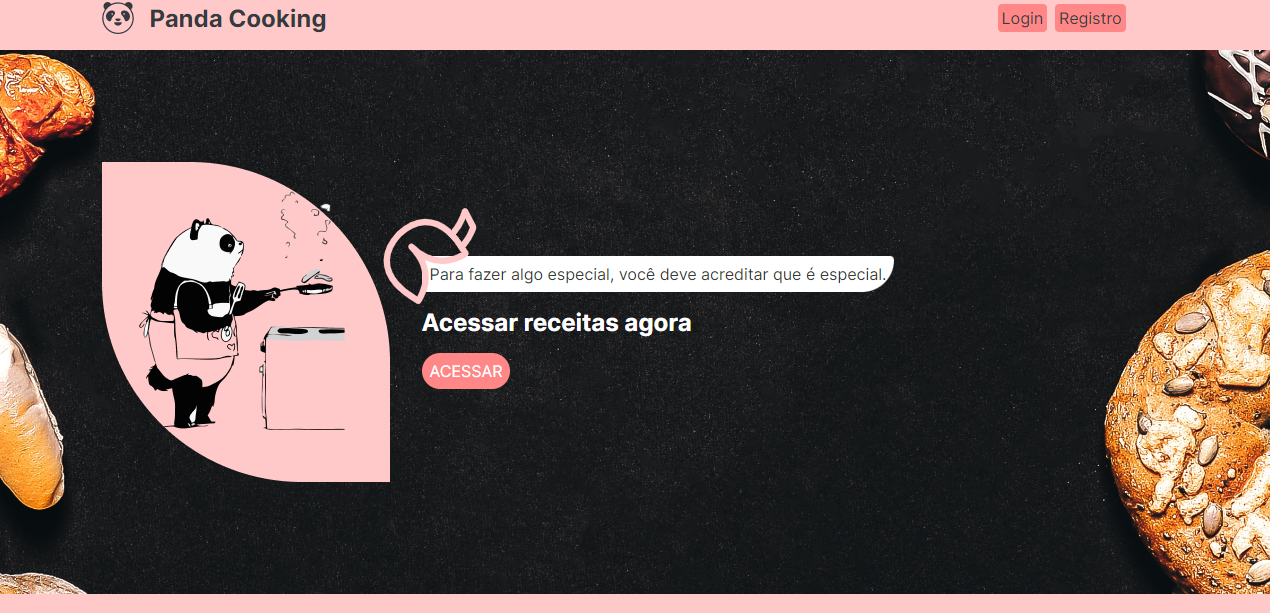 Panda Cooking
Login
Registro
Para fazer algo especial, você deve acreditar que é especial.
Acessar receitas agora
ACESSAR